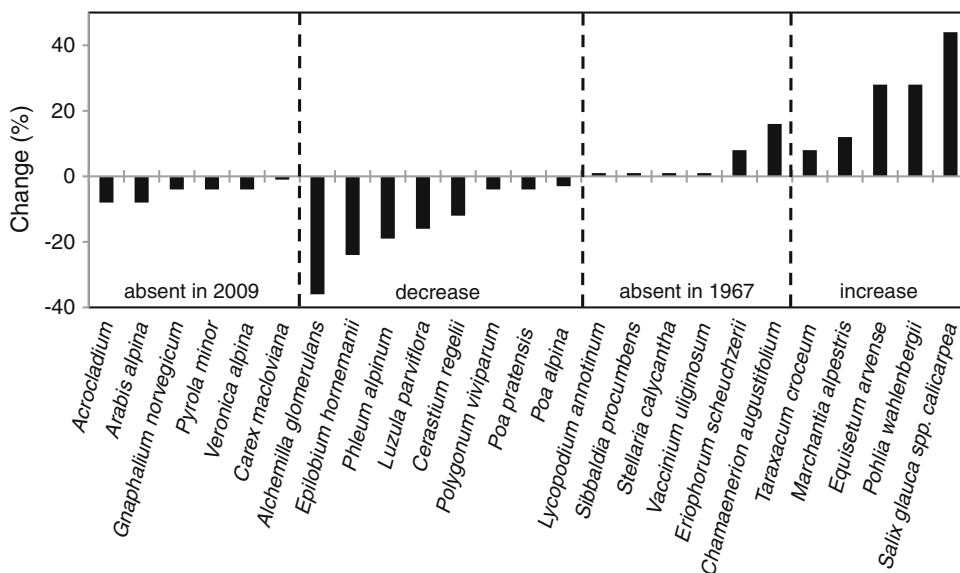 Change (%)
40
20
0
-20
-40
absent in 2009
decrease
absent in 1967
increase
Acrocladium
Arabis alpina
Gnaphalium norvegicum
Pyrola minor
Veronica alpina
Carex macloviana
Alchemilla glomerulans
Epilobium hornemanii
Phleum alpinum
Luzula parviflora
Cerastium regelii
Polygonum viviparum
Poa pratensis
Poa alpina
Lycopodium annotinum
Sibbaldia procumbens
Stellaria calycantha
Vaccinium uliginosum
Eriophorum scheuchzerii
Chamaenerion augustifolium
Taraxacum croceum
Marchantia alpestris
Equisetum arvense
Pohlia wahlenbergii
Salix glauca spp. calicarpea